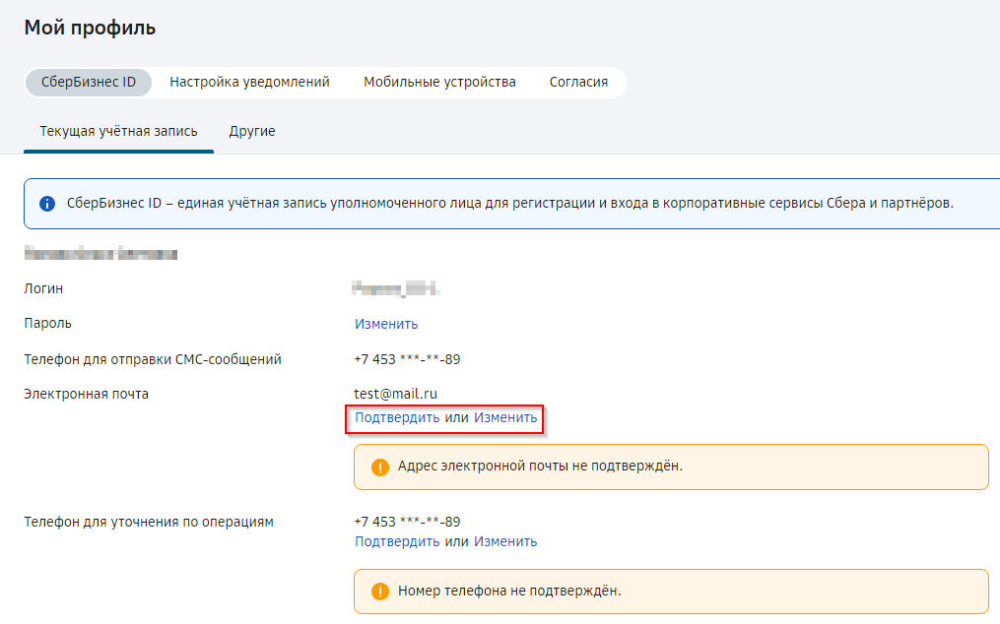 Мой профиль
СберБизнес ID Настройка уведомлений Мобильные устройства Согласия
Текущая учётная запись Другие
СберБизнес ID – единая учётная запись уполномоченного лица для регистрации и входа в корпоративные сервисы Сбера и партнёров.
Логин
Пароль Изменить
Телефон для отправки СМС-сообщений +7 453 ***-**-89
Электронная почта test@mail.ru
Подтвердить или Изменить
Адрес электронной почты не подтверждён.
Телефон для уточнения по операциям +7 453 ***-**-89
Подтвердить или Изменить
Номер телефона не подтверждён.